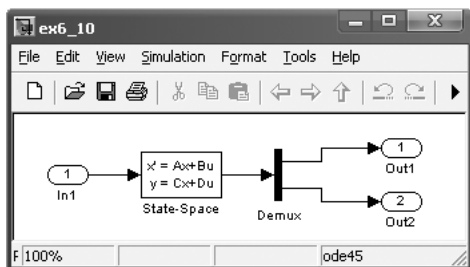 ex6_10
File Edit View Simulation Format Tools Help
1
In1
x' = Ax+Bu
y = Cx+Du
State-Space
Demux
1
Out1
2
Out2
F 100% ode45